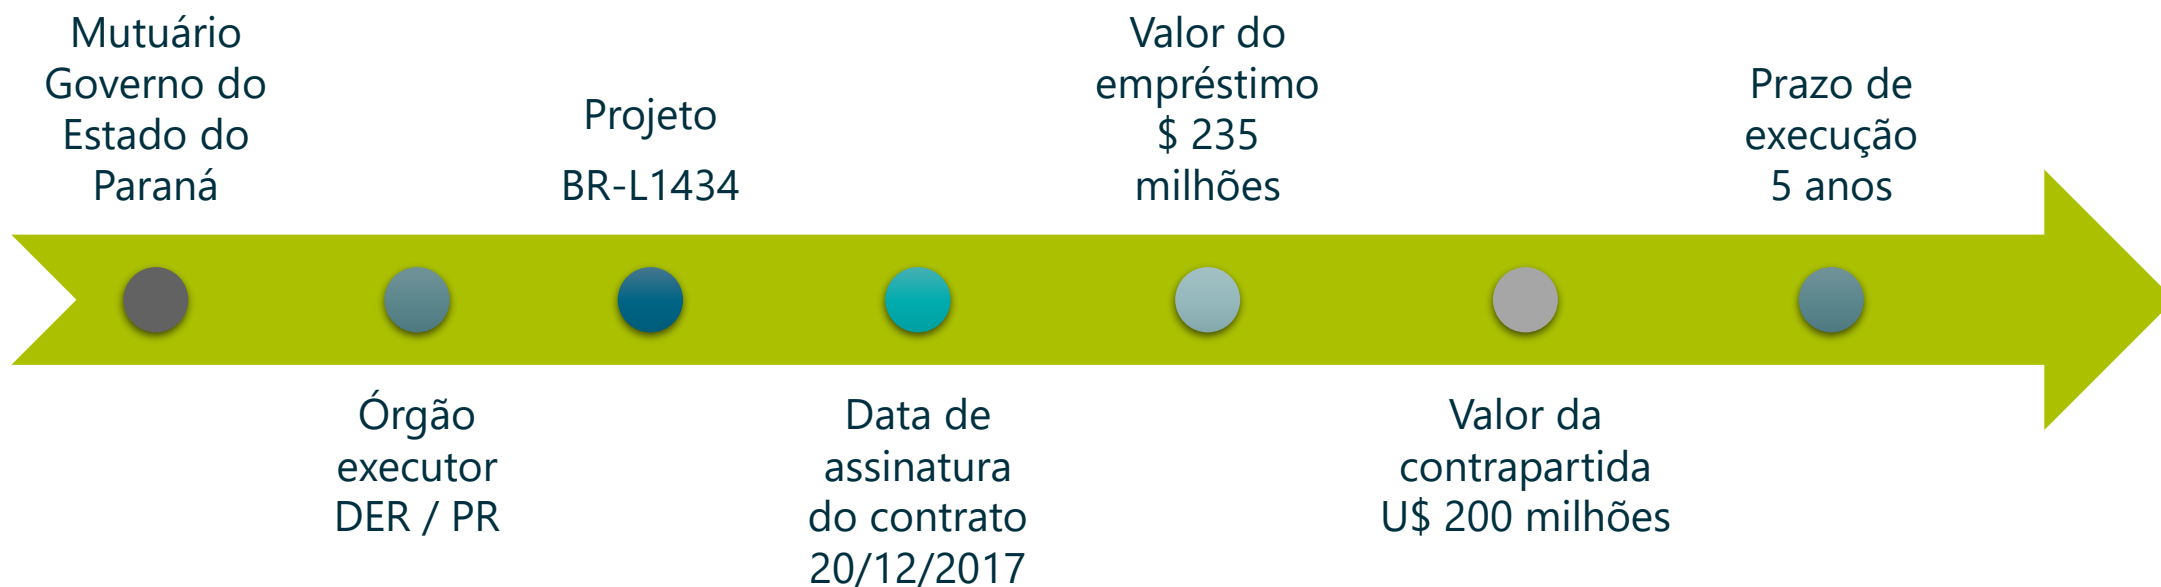 Mutuário
Governo do
Estado do
Paraná
Órgão
executor
DER / PR
Projeto
BR-L1434
Data de
assinatura
do contrato
20/12/2017
Valor do
empréstimo
$ 235
milhões
Valor da
contrapartida
U$ 200 milhões
Prazo de
execução
5 anos